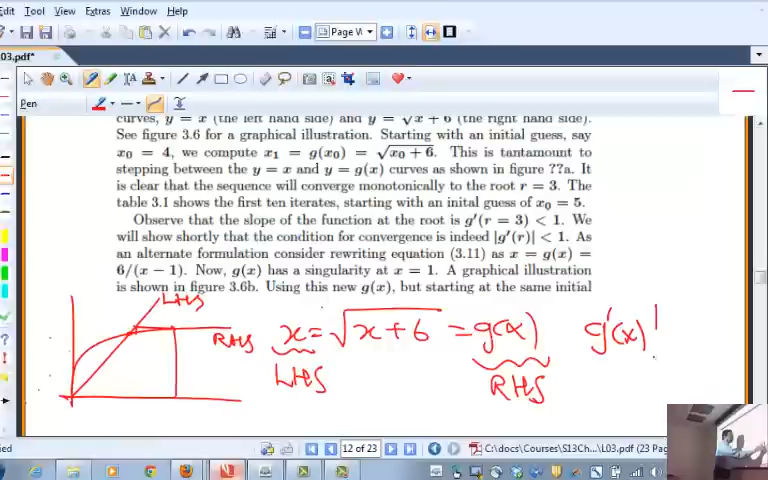 Edit Tool View Extras Window Help
Page V
L03.pdf*
Pen
curves, y = x (the left hand side) and y = √x + 6 (the right hand side).
See figure 3.6 for a graphical illustration. Starting with an initial guess, say
x₀ = 4, we compute x₁ = g(x₀) = √x₀ + 6. This is tantamount to
stepping between the y = x and y = g(x) curves as shown in figure ??a. It
is clear that the sequence will converge monotonically to the root r = 3. The
table 3.1 shows the first ten iterates, starting with an inital guess of x₀ = 5.
Observe that the slope of the function at the root is g′(r = 3) < 1. We
will show shortly that the condition for convergence is indeed |g′(r)| < 1. As
an alternate formulation consider rewriting equation (3.11) as x = g(x) =
6/(x − 1). Now, g(x) has a singularity at x = 1. A graphical illustration
is shown in figure 3.6b. Using this new g(x), but starting at the same initial
LHS
RHS x = √x+6 = g(x) g'(x)
LHS RHS
12 of 23
C:\docs\Courses\S13Ch...\L03.pdf (23 Page